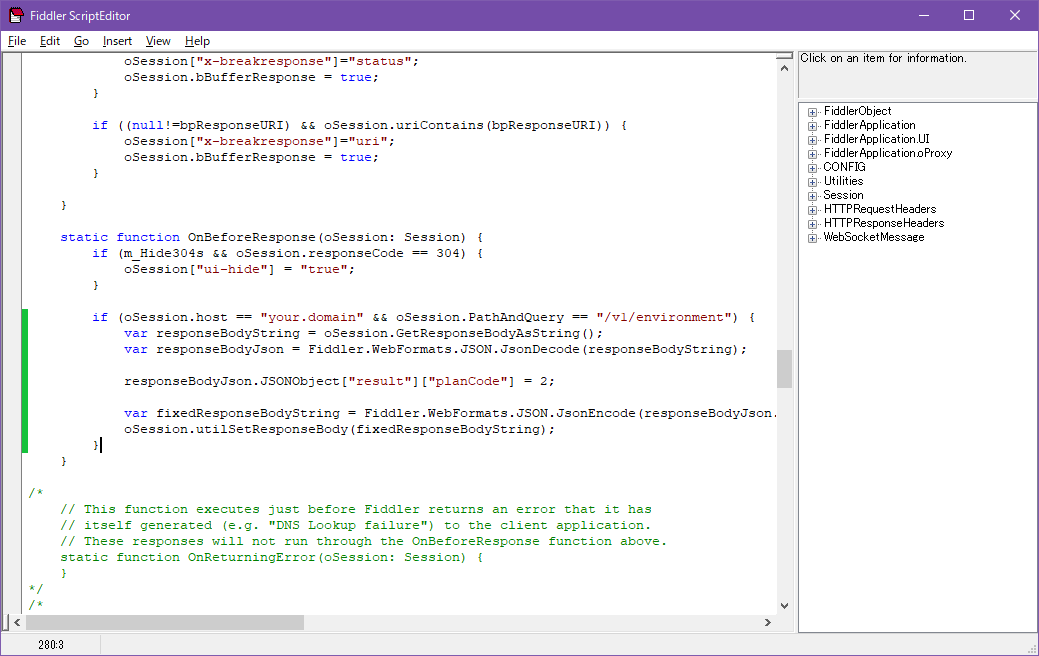 Fiddler ScriptEditor
File Edit Go Insert View Help
oSession["x-breakresponse"]="status";
oSession.bBufferResponse = true;
}
if ((null!=bpResponseURI) && oSession.uriContains(bpResponseURI)) {
oSession["x-breakresponse"]="uri";
oSession.bBufferResponse = true;
}
}
static function OnBeforeResponse(oSession: Session) {
if (m_Hide304s && oSession.responseCode == 304) {
oSession["ui-hide"] = "true";
}
if (oSession.host == "your.domain" && oSession.PathAndQuery == "/v1/environment") {
var responseBodyString = oSession.GetResponseBodyAsString();
var responseBodyJson = Fiddler.WebFormats.JSON.JsonDecode(responseBodyString);
responseBodyJson.JSONObject["result"]["planCode"] = 2;
var fixedResponseBodyString = Fiddler.WebFormats.JSON.JsonEncode(responseBodyJson.
oSession.utilSetResponseBody(fixedResponseBodyString);
}
}
/*
// This function executes just before Fiddler returns an error that it has
// itself generated (e.g. "DNS Lookup failure") to the client application.
// These responses will not run through the OnBeforeResponse function above.
static function OnReturningError(oSession: Session) {
}
*/
/*
280:3
Click on an item for information.
FiddlerObject
FiddlerApplication
FiddlerApplication.UI
FiddlerApplication.oProxy
CONFIG
Utilities
Session
HTTPRequestHeaders
HTTPResponseHeaders
WebSocketMessage